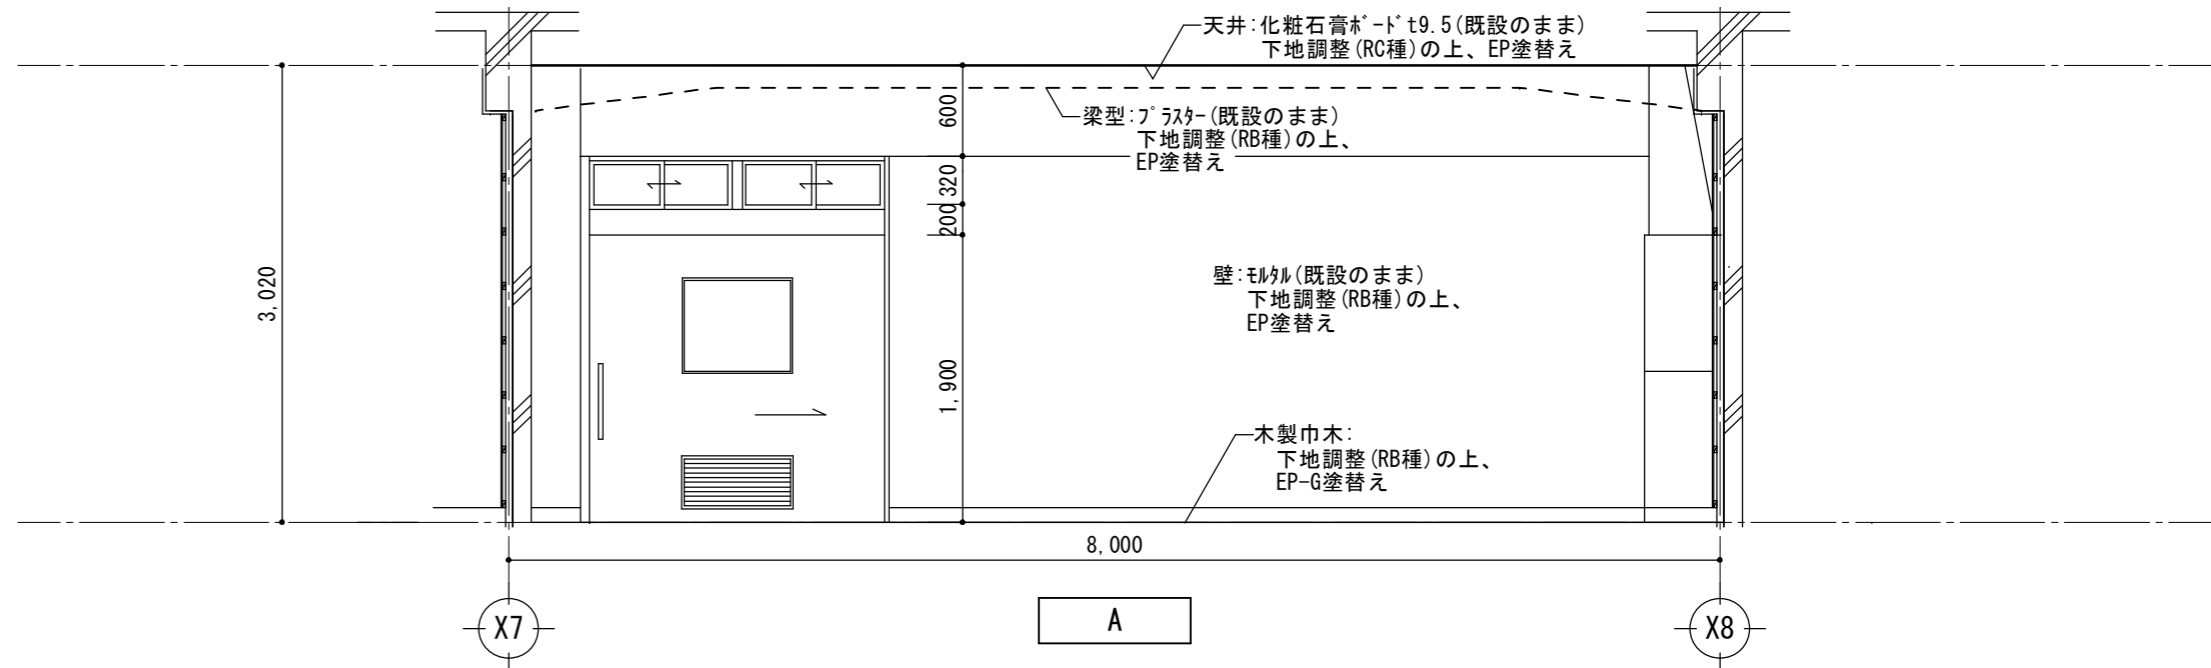 天井:化粧石膏ﾎﾞｰﾄﾞt9.5(既設のまま)
下地調整(RC種)の上、EP塗替え
梁型:ﾌﾟﾗｽﾀｰ(既設のまま)
下地調整(RB種)の上、
EP塗替え
600
320
200
3,020
壁:ﾓﾙﾀﾙ(既設のまま)
下地調整(RB種)の上、
EP塗替え
1,900
木製巾木:
下地調整(RB種)の上、
EP-G塗替え
8,000
X7
A
X8